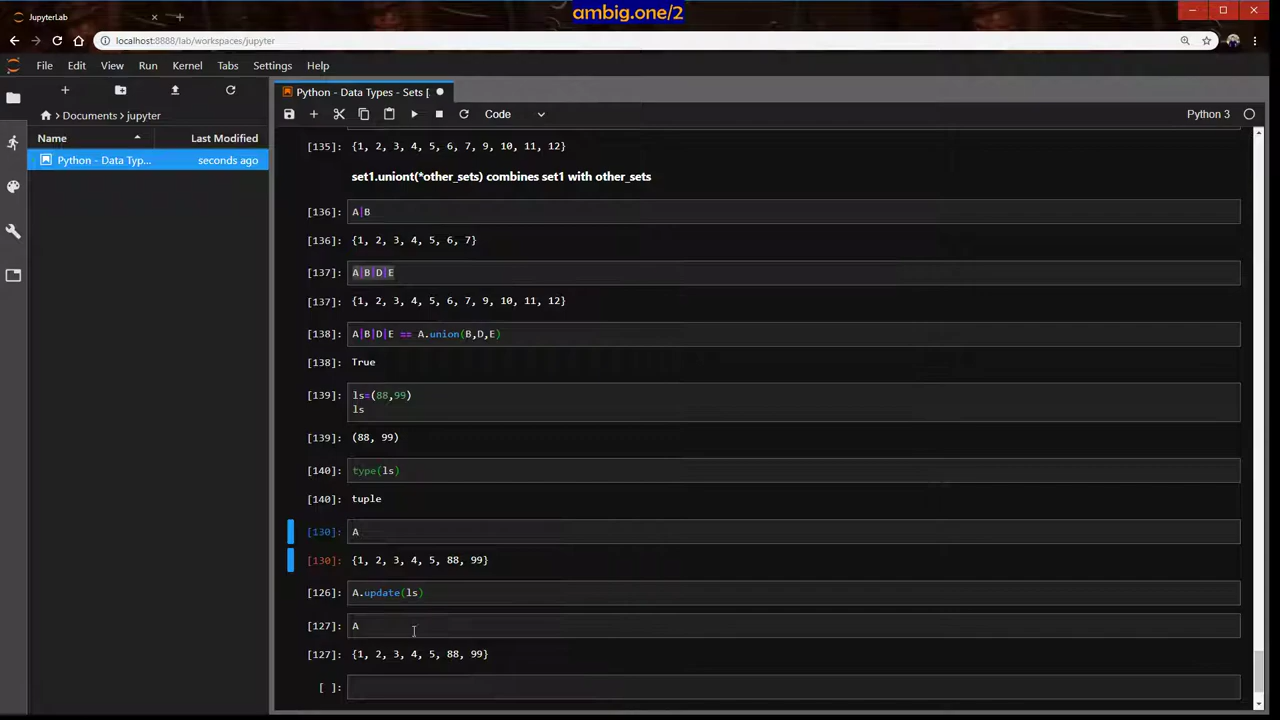 ambig.one/2
JupyterLab
localhost:8888/lab/workspaces/jupyter
File Edit View Run Kernel Tabs Settings Help
Python - Data Types - Sets [
Code
Python 3
Documents > jupyter
Name Last Modified
Python - Data Typ... seconds ago
[135]: {1, 2, 3, 4, 5, 6, 7, 9, 10, 11, 12}
set1.uniont(*other_sets) combines set1 with other_sets
[136]: A|B
[136]: {1, 2, 3, 4, 5, 6, 7}
[137]: A|B|D|E
[137]: {1, 2, 3, 4, 5, 6, 7, 9, 10, 11, 12}
[138]: A|B|D|E == A.union(B,D,E)
[138]: True
[139]: ls=(88,99)
ls
[139]: (88, 99)
[140]: type(ls)
[140]: tuple
[130]: A
[130]: {1, 2, 3, 4, 5, 88, 99}
[126]: A.update(ls)
[127]: A
[127]: {1, 2, 3, 4, 5, 88, 99}
[ ]: